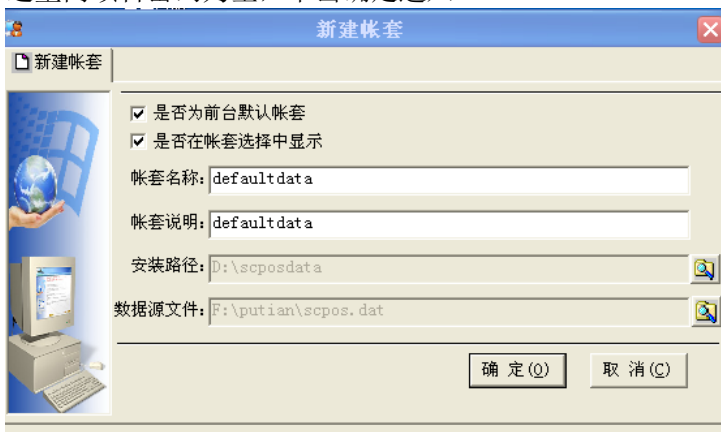 新建帐套
新建帐套
是否为前台默认帐套
是否在帐套选择中显示
帐套名称: defaultdata
帐套说明: defaultdata
安装路径: D:\scposdata
数据源文件: F:\putian\scpos.dat
确 定(O) 取 消(C)